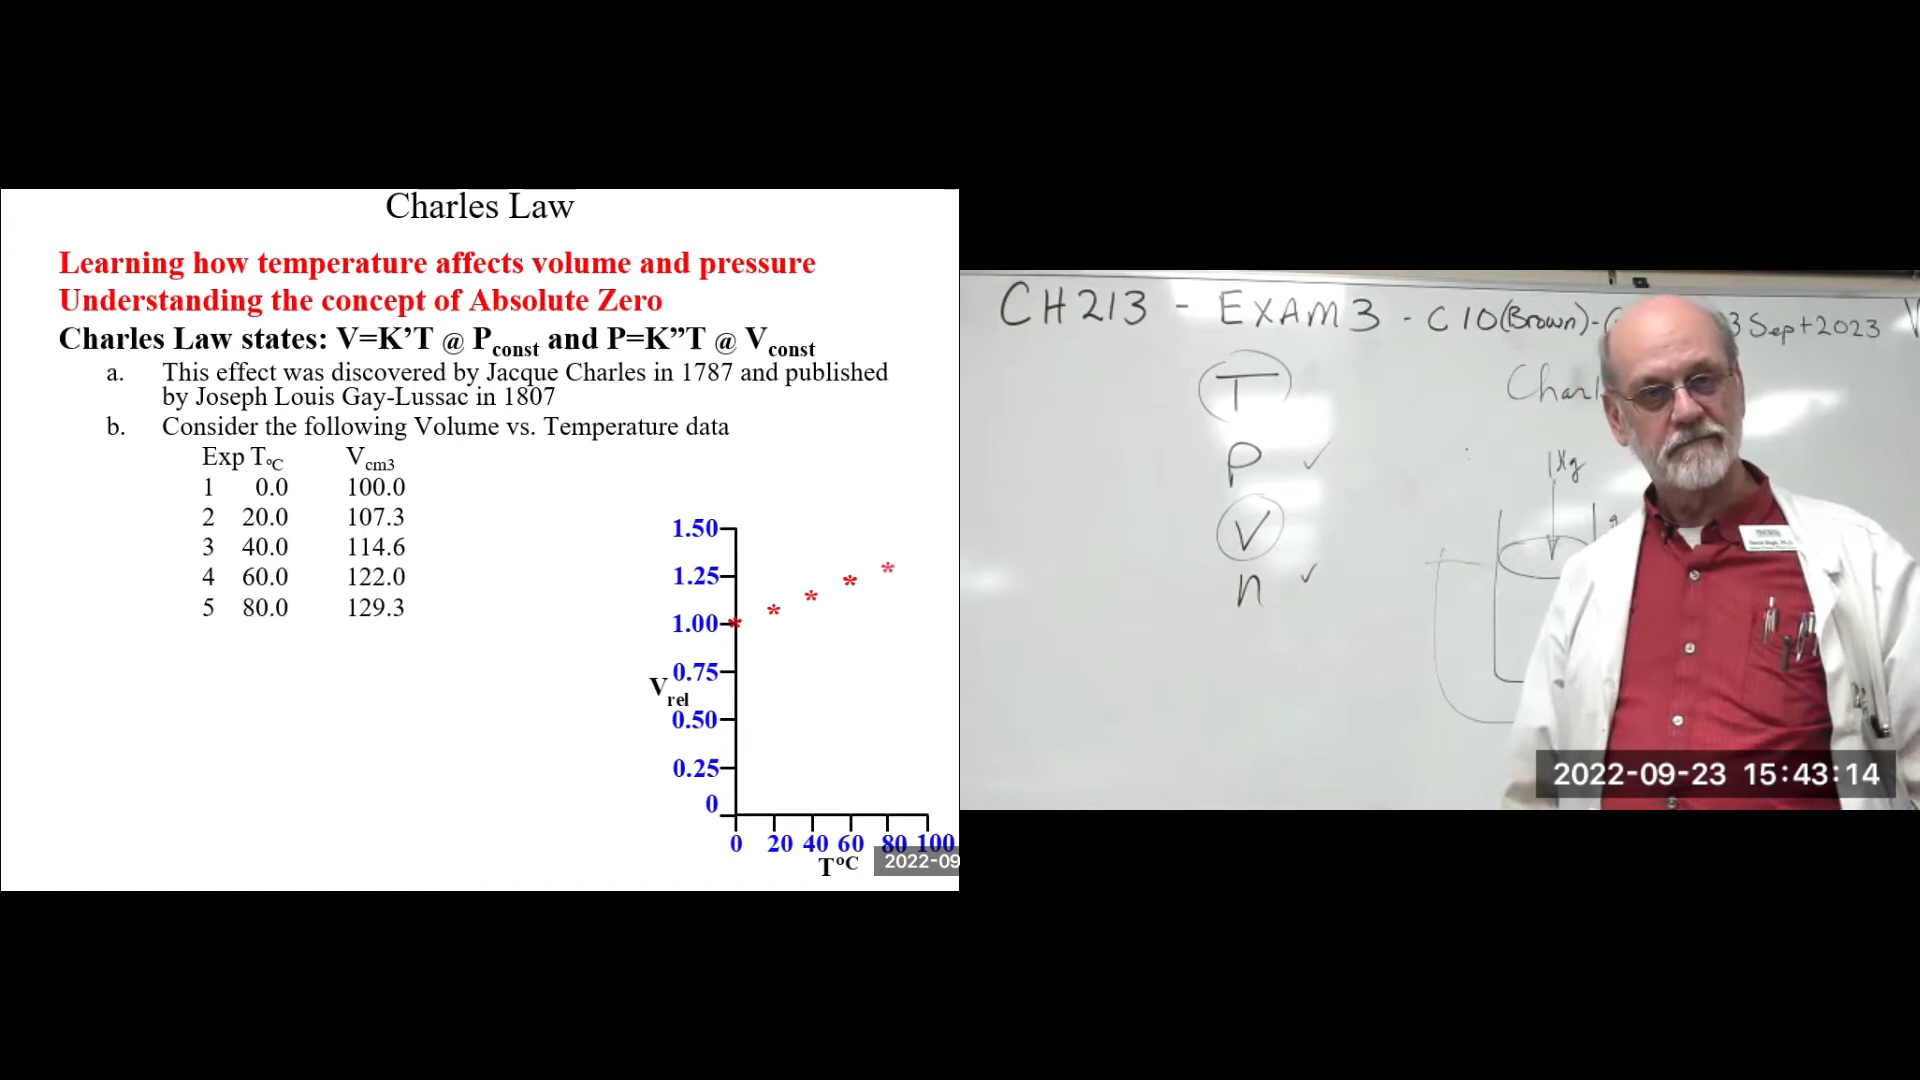 Charles Law
Learning how temperature affects volume and pressure
Understanding the concept of Absolute Zero
Charles Law states: V=K’T @ Pconst and P=K”T @ Vconst
a. This effect was discovered by Jacque Charles in 1787 and published
by Joseph Louis Gay-Lussac in 1807
b. Consider the following Volume vs. Temperature data
Exp T°C Vcm3
1 0.0 100.0
2 20.0 107.3
3 40.0 114.6
4 60.0 122.0
5 80.0 129.3
1.50
1.25
1.00
0.75
Vrel
0.50
0.25
0
0 20 40 60 80 100
T°C
2022-09
CH213 - EXAM3 - C10(Brown)- 3 Sept2023
T
Charl
P ✓
1Kg
V
n ✓
2022-09-23 15:43:14